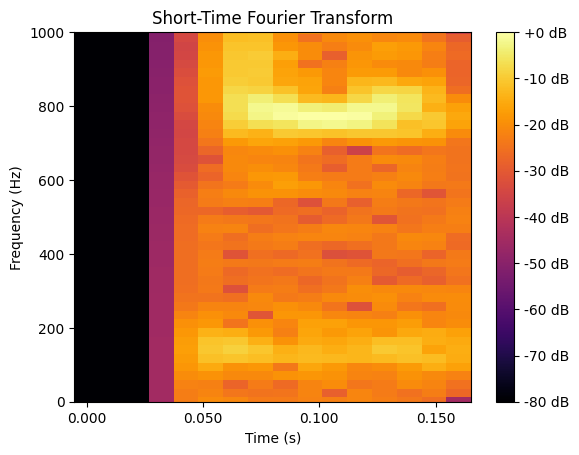 Short-Time Fourier Transform
1000
800
600
400
200
0
Frequency (Hz)
0.000
0.050
0.100
0.150
Time (s)
+0 dB
-10 dB
-20 dB
-30 dB
-40 dB
-50 dB
-60 dB
-70 dB
-80 dB